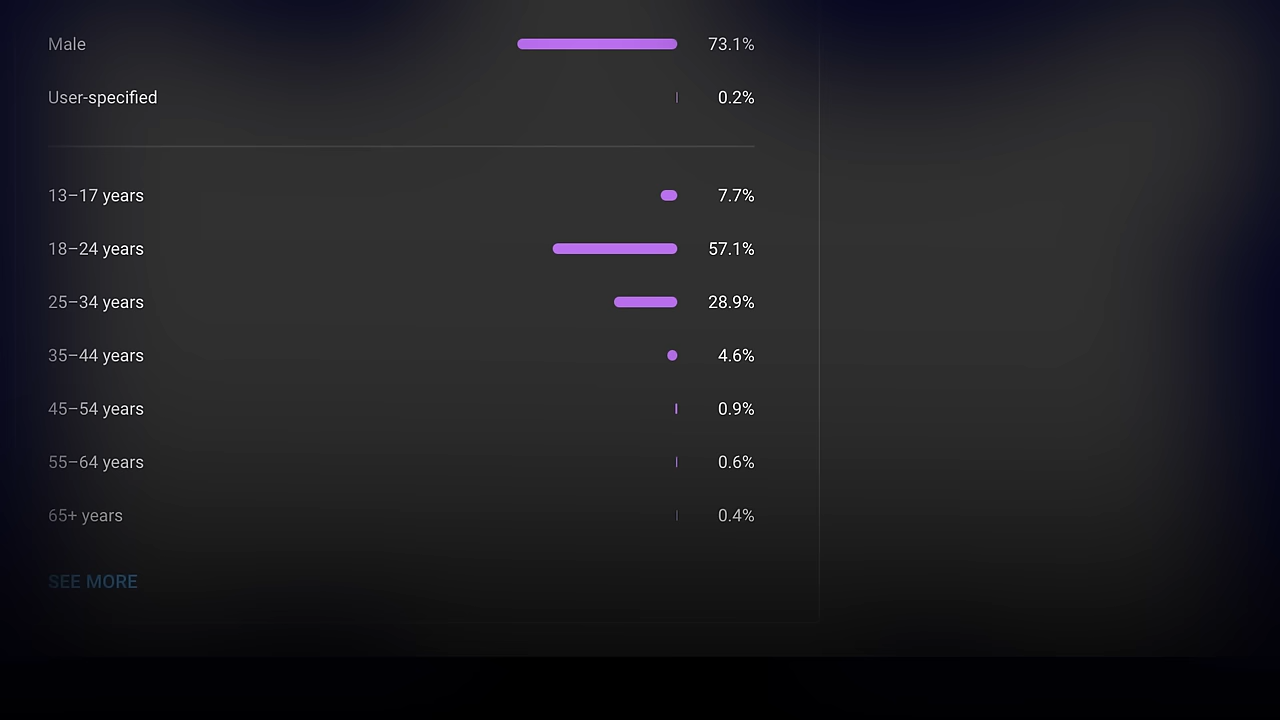 Male 73.1%
User-specified 0.2%
13–17 years 7.7%
18–24 years 57.1%
25–34 years 28.9%
35–44 years 4.6%
45–54 years 0.9%
55–64 years 0.6%
65+ years 0.4%
SEE MORE